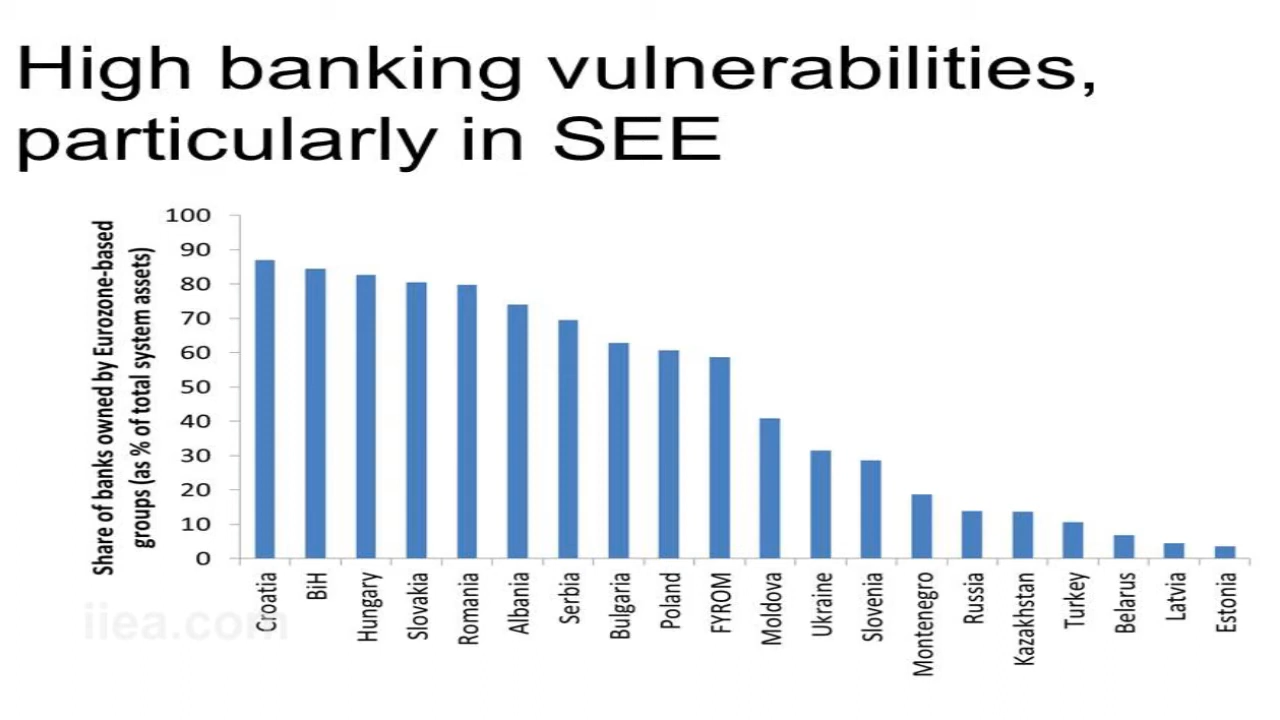 High banking vulnerabilities,
particularly in SEE
Share of banks owned by Eurozone-based
groups (as % of total system assets)
100
90
80
70
60
50
40
30
20
10
0
Croatia
BiH
Hungary
Slovakia
Romania
Albania
Serbia
Bulgaria
Poland
FYROM
Moldova
Ukraine
Slovenia
Montenegro
Russia
Kazakhstan
Turkey
Belarus
Latvia
Estonia
iiea.com